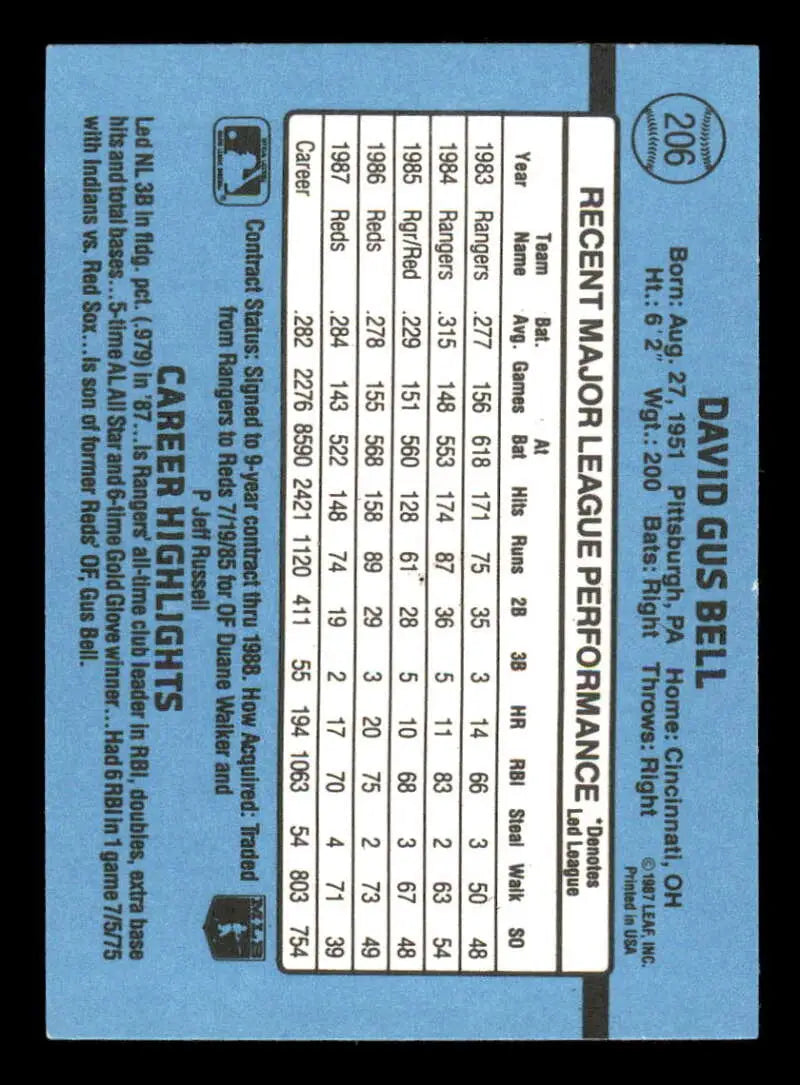 206
DAVID GUS BELL
Born: Aug. 27, 1951 Pittsburgh, PA Home: Cincinnati, OH
Ht.: 6'2" Wgt.: 200 Bats: Right Throws: Right
©1987 LEAF, INC.
Printed in USA
RECENT MAJOR LEAGUE PERFORMANCE *Denotes Led League
Year Team Name Bat. Avg. Games At Bat Hits Runs 2B 3B HR RBI Steal Walk SO
1983 Rangers .277 156 618 171 75 35 3 14 66 3 50 48
1984 Rangers .315 148 553 174 87 36 5 11 83 2 63 54
1985 Rgr/Red .229 151 560 128 61 28 5 10 68 3 67 48
1986 Reds .278 155 568 158 89 29 3 20 75 2 73 49
1987 Reds .284 143 522 148 74 19 2 17 70 4 71 39
Career .282 2276 8590 2421 1120 411 55 194 1063 54 803 754
Contract Status: Signed to 9-year contract thru 1988. How Acquired: Traded
from Rangers to Reds 7/19/85 for OF Duane Walker and
P Jeff Russell
MLB
CAREER HIGHLIGHTS
Led NL 3B in fldg. pct. (.979) in '87...Is Rangers' all-time club leader in RBI, doubles, extra base
hits and total bases...5-time AL All Star and 6-time Gold Glove winner...Had 6 RBI in 1 game 7/5/75
with Indians vs. Red Sox...Is son of former Reds' OF, Gus Bell.